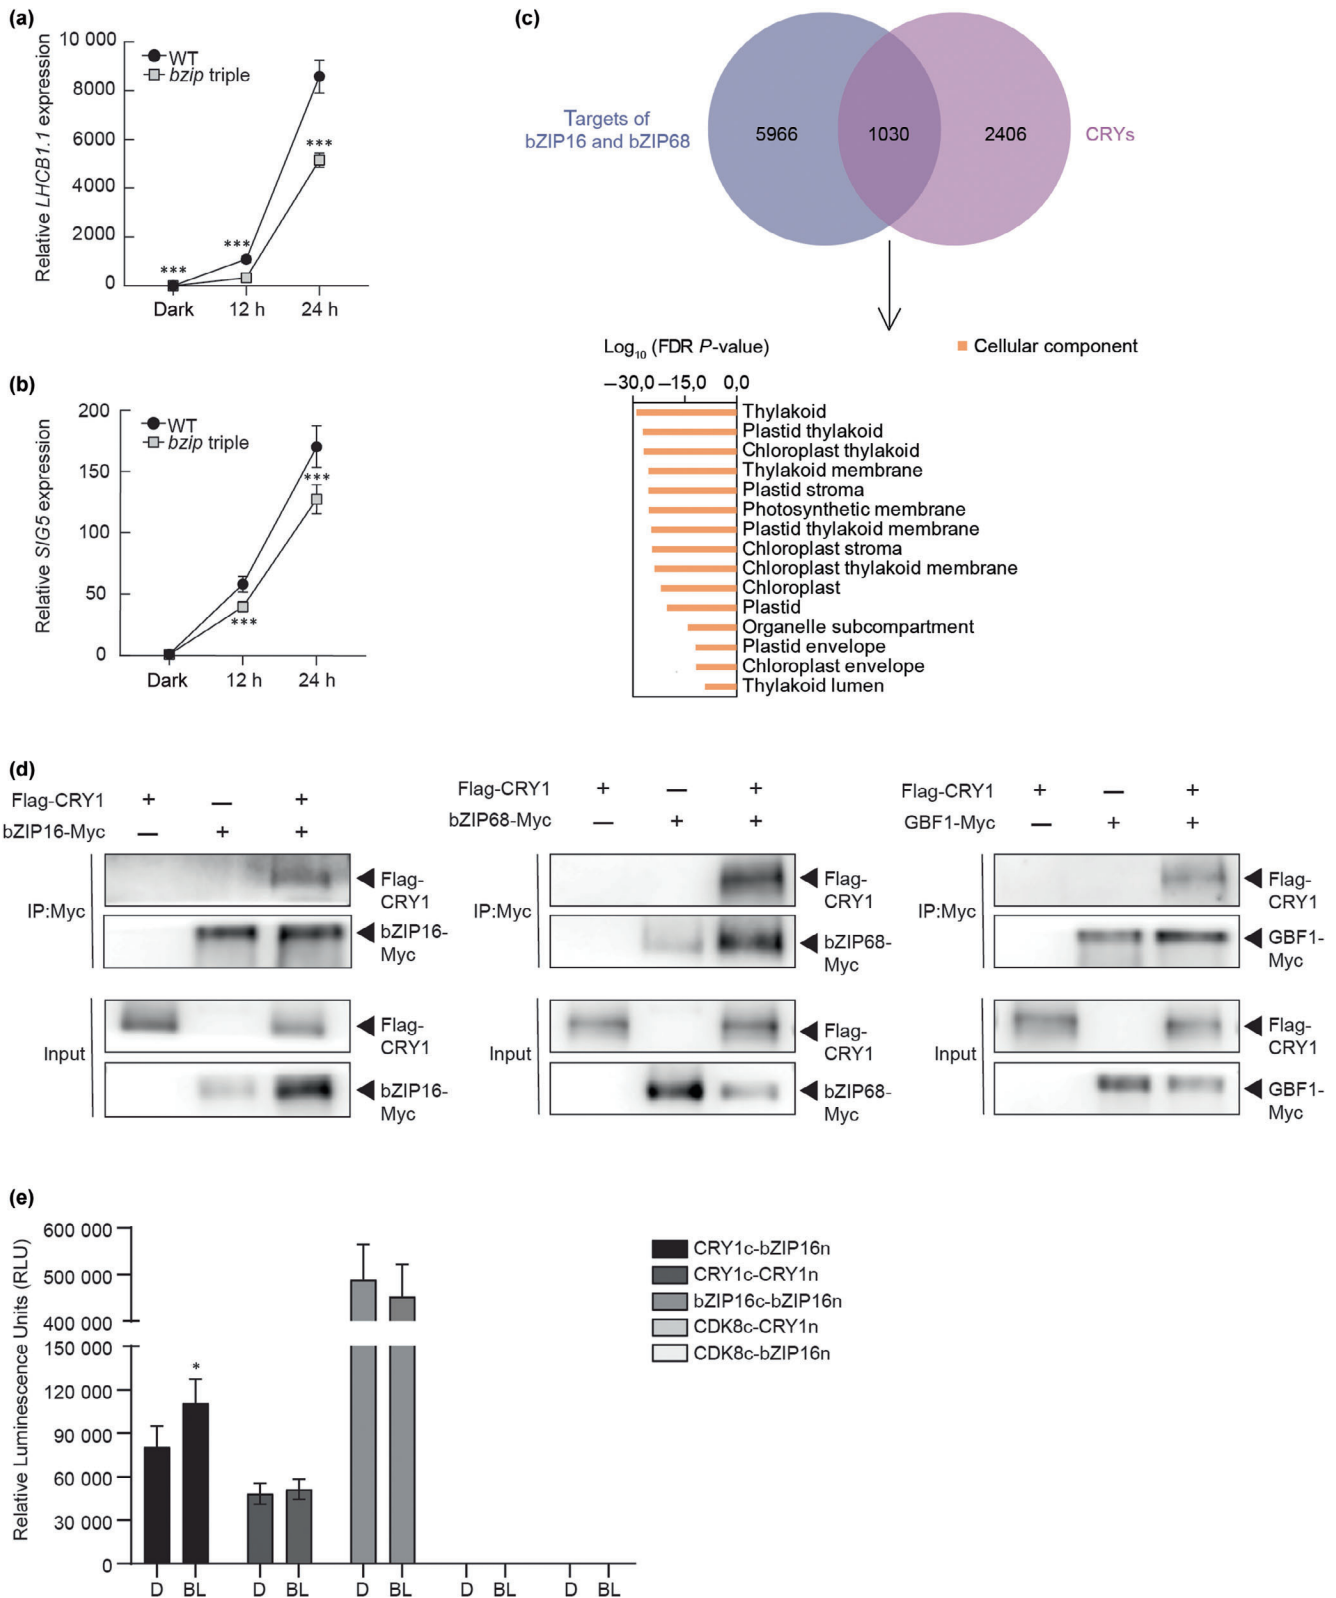 (a)
Relative LHCB1.1 expression
10 000
8000
6000
4000
2000
0
WT
bzip triple
***
***
***
Dark
12 h
24 h
(b)
Relative SIG5 expression
200
150
100
50
0
WT
bzip triple
***
***
Dark
12 h
24 h
(c)
Targets of
bZIP16 and bZIP68
5966
1030
2406
CRYs
Log10 (FDR P-value)
Cellular component
–30,0
–15,0
0,0
Thylakoid
Plastid thylakoid
Chloroplast thylakoid
Thylakoid membrane
Plastid stroma
Photosynthetic membrane
Plastid thylakoid membrane
Chloroplast stroma
Chloroplast thylakoid membrane
Chloroplast
Plastid
Organelle subcompartment
Plastid envelope
Chloroplast envelope
Thylakoid lumen
(d)
Flag-CRY1 + — +
bZIP16-Myc — + +
IP:Myc
Flag-
CRY1
bZIP16-
Myc
Input
Flag-
CRY1
bZIP16-
Myc
Flag-CRY1 + — +
bZIP68-Myc — + +
IP:Myc
Flag-
CRY1
bZIP68-
Myc
Input
Flag-
CRY1
bZIP68-
Myc
Flag-CRY1 + — +
GBF1-Myc — + +
IP:Myc
Flag-
CRY1
GBF1-
Myc
Input
Flag-
CRY1
GBF1-
Myc
(e)
Relative Luminescence Units (RLU)
600 000
500 000
400 000
150 000
120 000
90 000
60 000
30 000
0
*
D BL D BL D BL D BL D BL
CRY1c-bZIP16n
CRY1c-CRY1n
bZIP16c-bZIP16n
CDK8c-CRY1n
CDK8c-bZIP16n